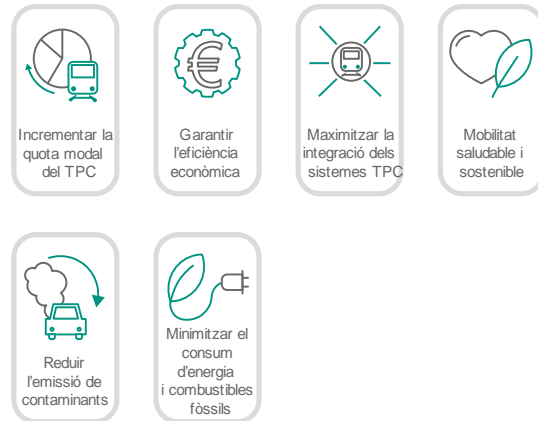 Incrementar la
quota modal
del TPC
Garantir
l'eficiència
econòmica
Maximitzar la
integració dels
sistemes TPC
Mobilitat
saludable i
sostenible
Reduir
l'emissió de
contaminants
Minimitzar el
consum
d'energia
i combustibles
fòssils